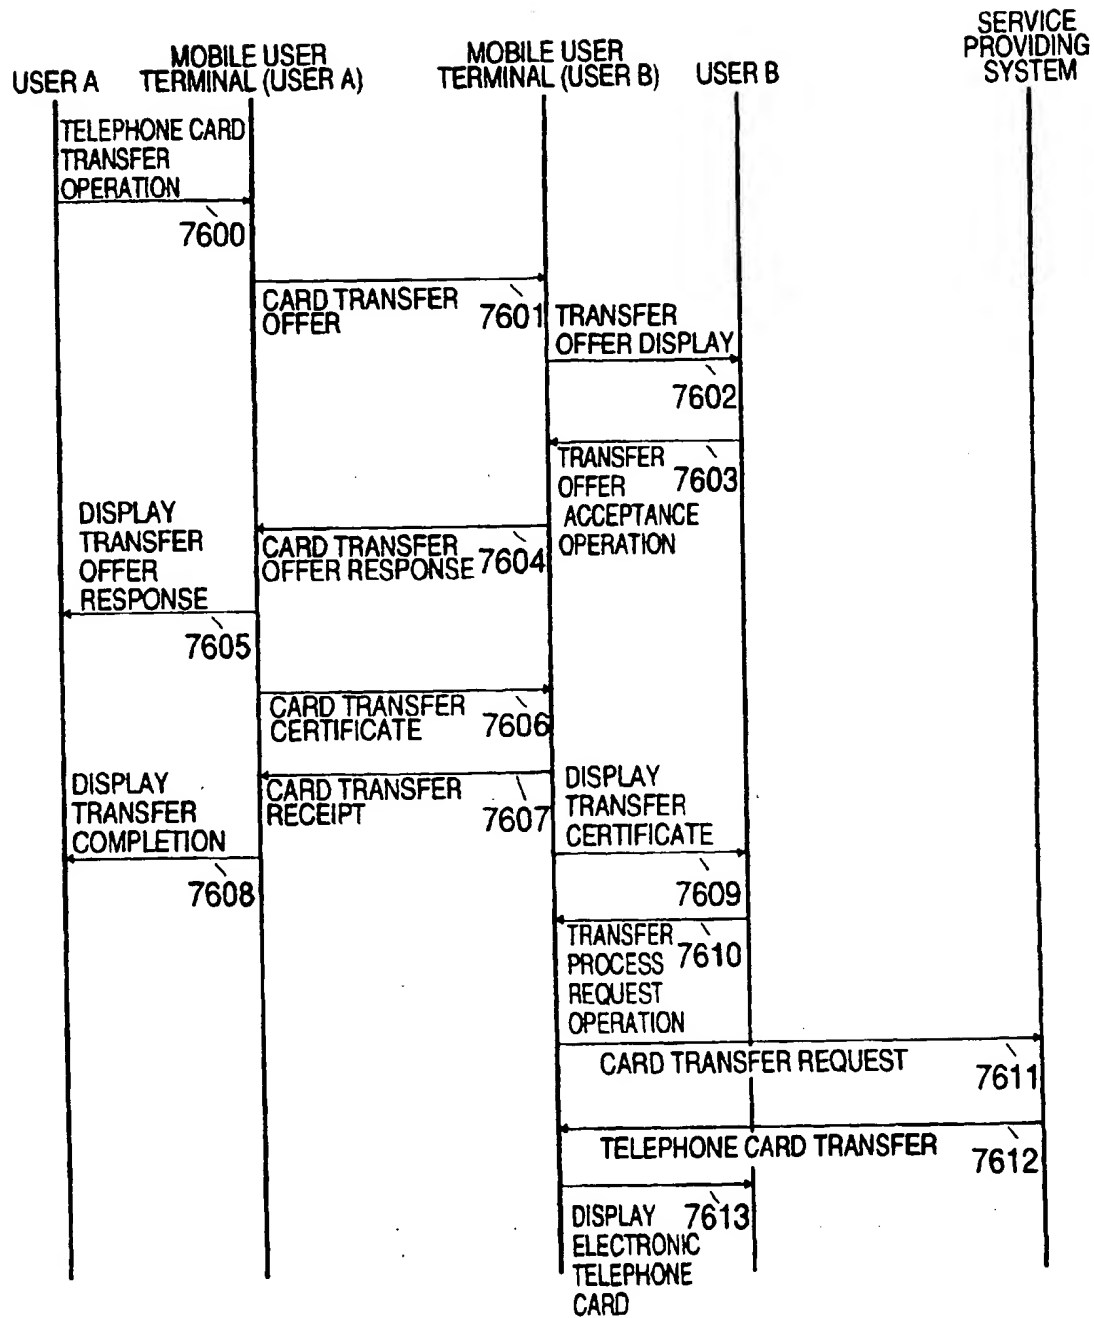 SERVICE
PROVIDING
SYSTEM
MOBILE USER
TERMINAL (USER A)
MOBILE USER
TERMINAL (USER B)
USER A
USER B
TELEPHONE CARD
TRANSFER
OPERATION
7600
CARD TRANSFER
OFFER
7601
TRANSFER
OFFER DISPLAY
7602
TRANSFER
OFFER
ACCEPTANCE
OPERATION
7603
CARD TRANSFER
OFFER RESPONSE
7604
DISPLAY
TRANSFER
OFFER
RESPONSE
7605
CARD TRANSFER
CERTIFICATE
7606
CARD TRANSFER
RECEIPT
7607
DISPLAY
TRANSFER
COMPLETION
7608
DISPLAY
TRANSFER
CERTIFICATE
7609
TRANSFER
PROCESS
REQUEST
OPERATION
7610
CARD TRANSFER REQUEST
7611
TELEPHONE CARD TRANSFER
7612
DISPLAY
ELECTRONIC
TELEPHONE
CARD
7613